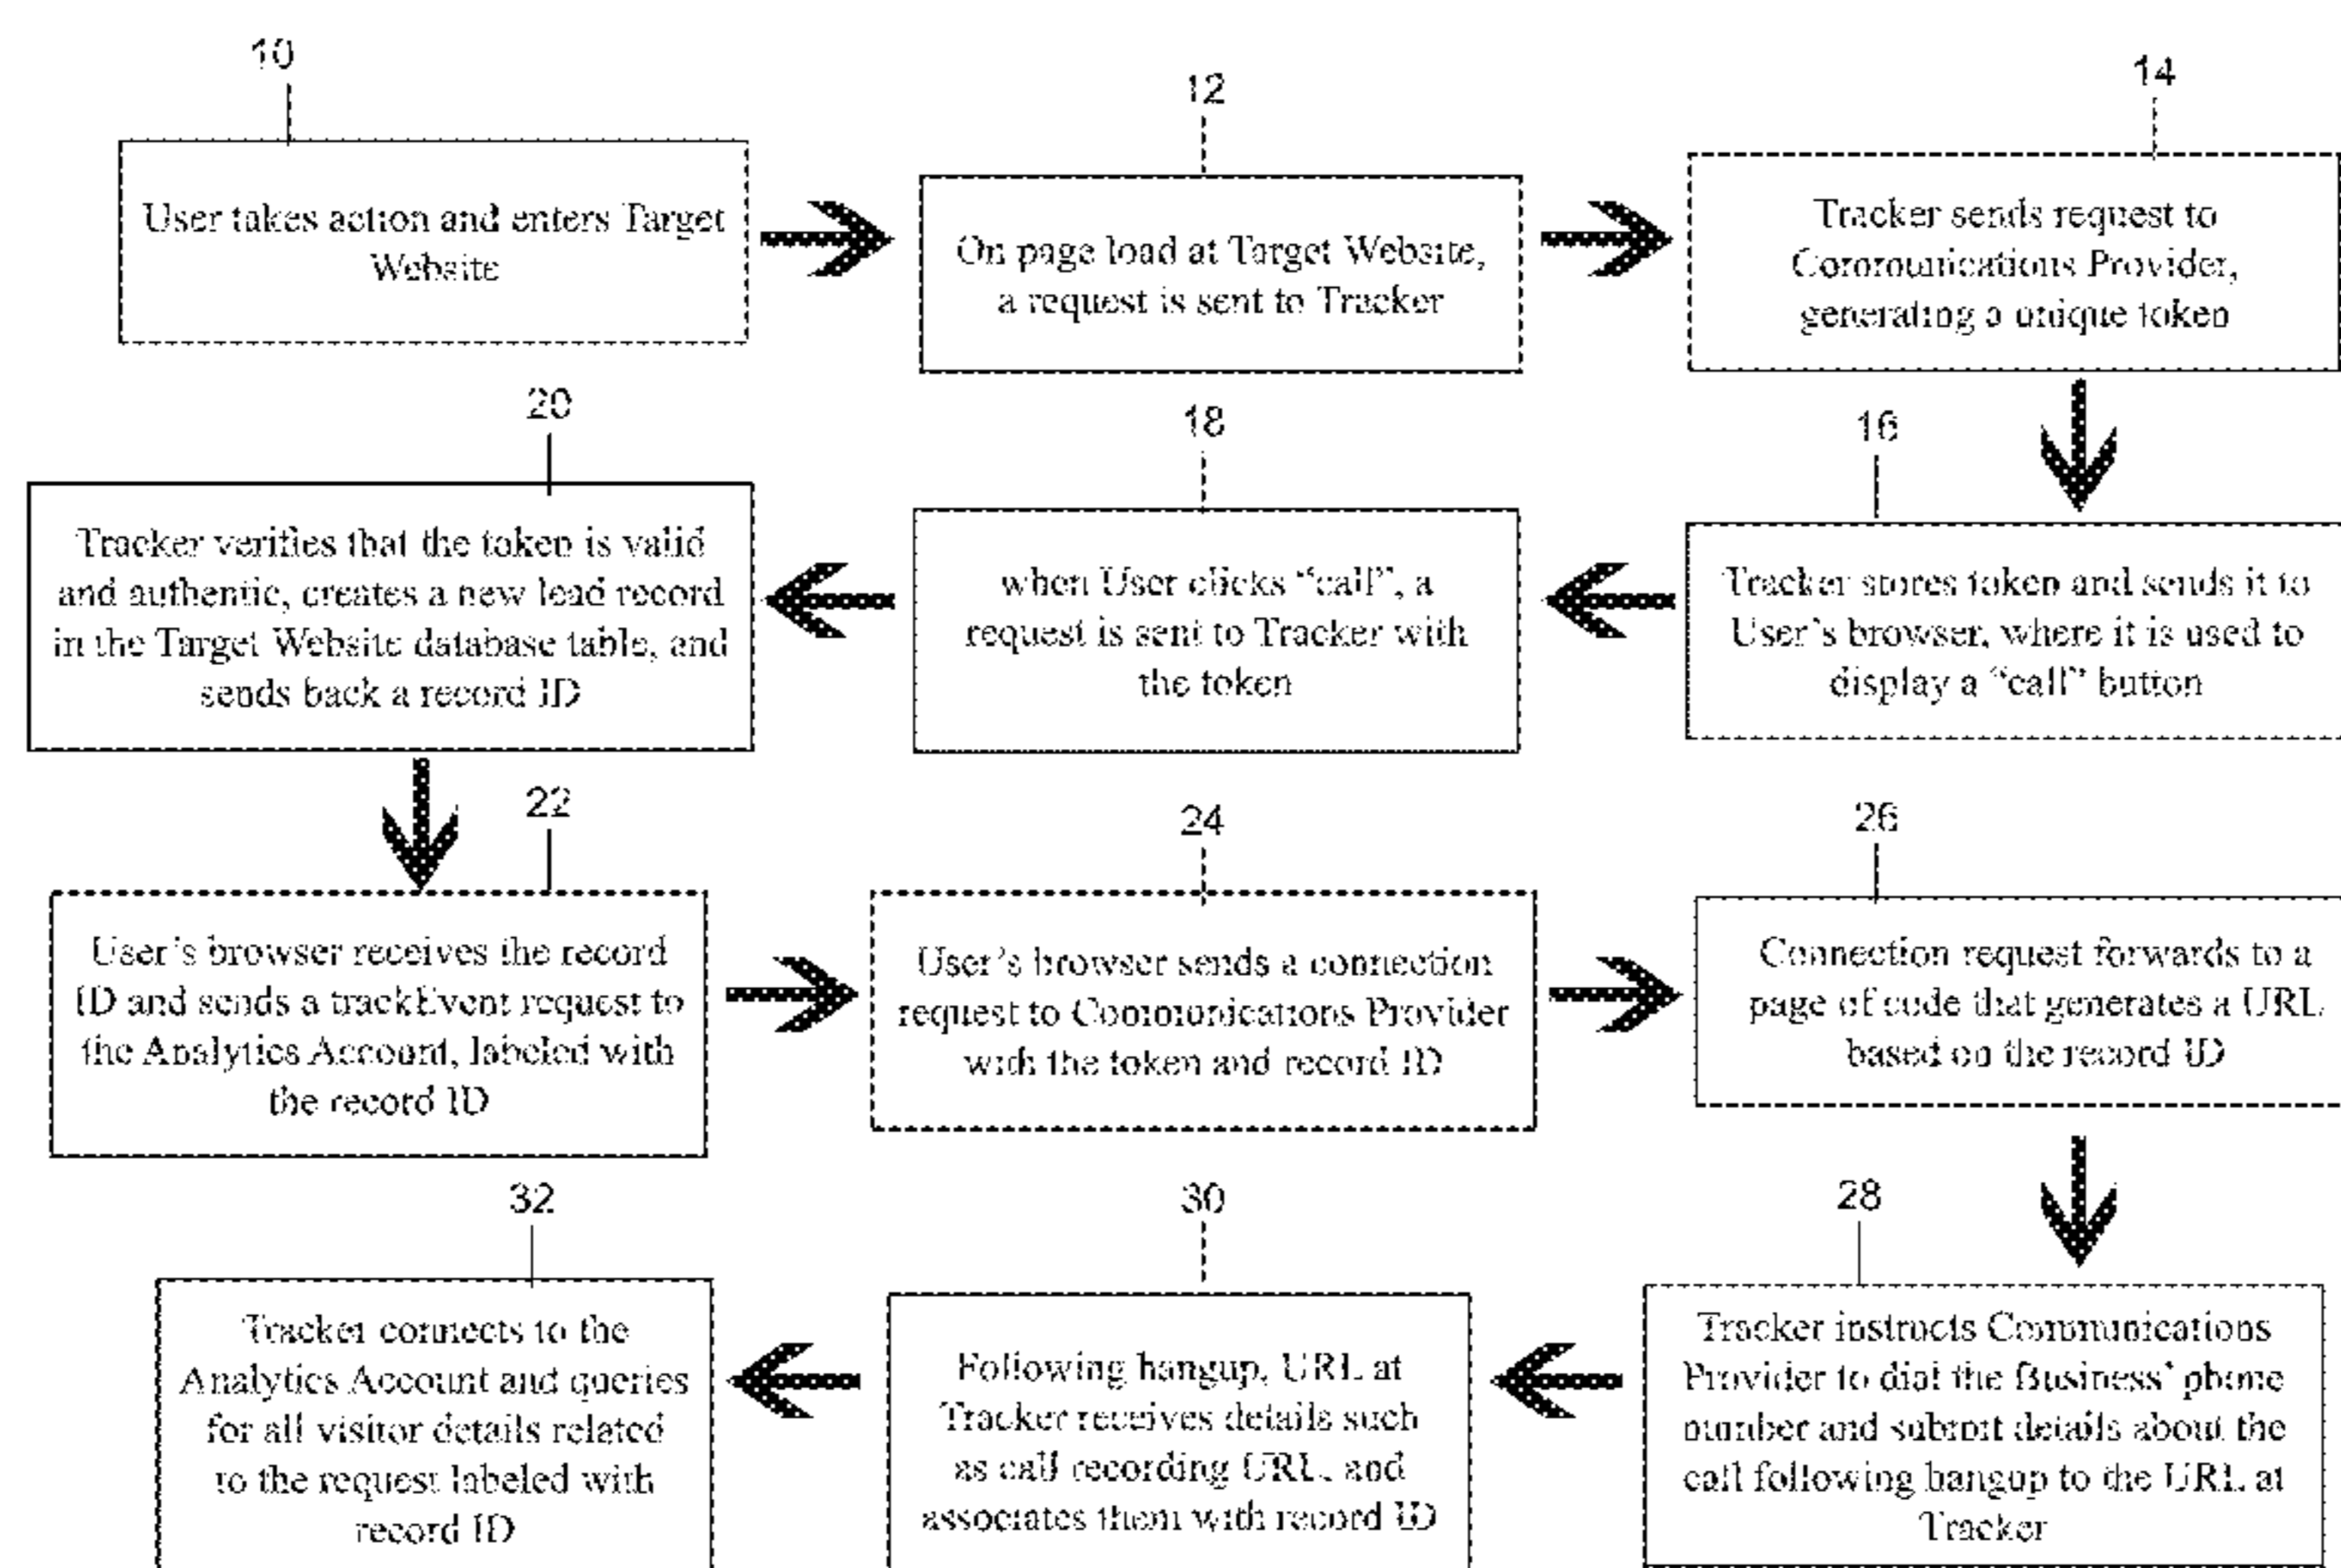 10
User takes action and enters Target
Website
12
On page load at Target Website,
a request is sent to Tracker
14
Tracker sends request to
Communications Provider,
generating a unique token
16
Tracker stores token and sends it to
User's browser, where it is used to
display a “call” button
18
when User clicks “call”, a
request is sent to Tracker with
the token
20
Tracker verifies that the token is valid
and authentic, creates a new lead record
in the Target Website database table, and
sends back a record ID
22
User's browser receives the record
ID and sends a trackEvent request to
the Analytics Account, labeled with
the record ID
24
User's browser sends a connection
request to Communications Provider
with the token and record ID
26
Connection request forwards to a
page of code that generates a URL
based on the record ID
28
Tracker instructs Communications
Provider to dial the Business' phone
number and submit details about the
call following hangup to the URL at
Tracker
30
Following hangup, URL at
Tracker receives details such
as call recording URL, and
associates them with record ID
32
Tracker connects to the
Analytics Account and queries
for all visitor details related
to the request labeled with
record ID